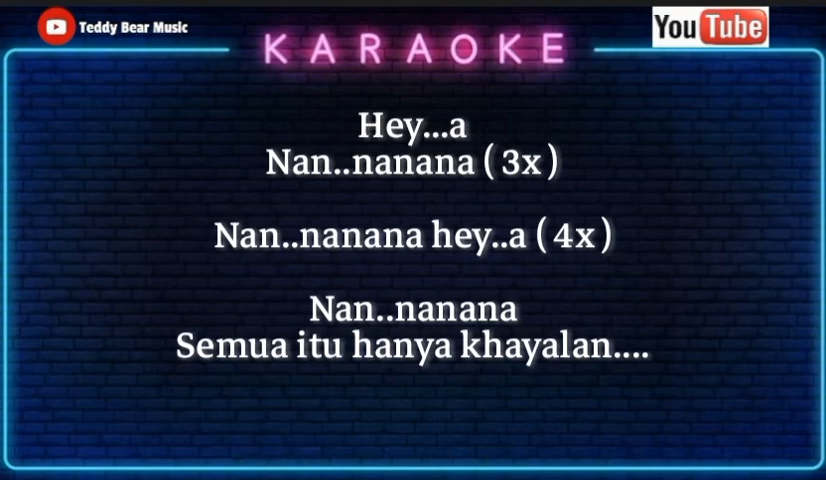 Teddy Bear Music
YouTube
KARAOKE
Hey...a
Nan..nanana ( 3x )
Nan..nanana hey..a ( 4x )
Nan..nanana
Semua itu hanya khayalan....